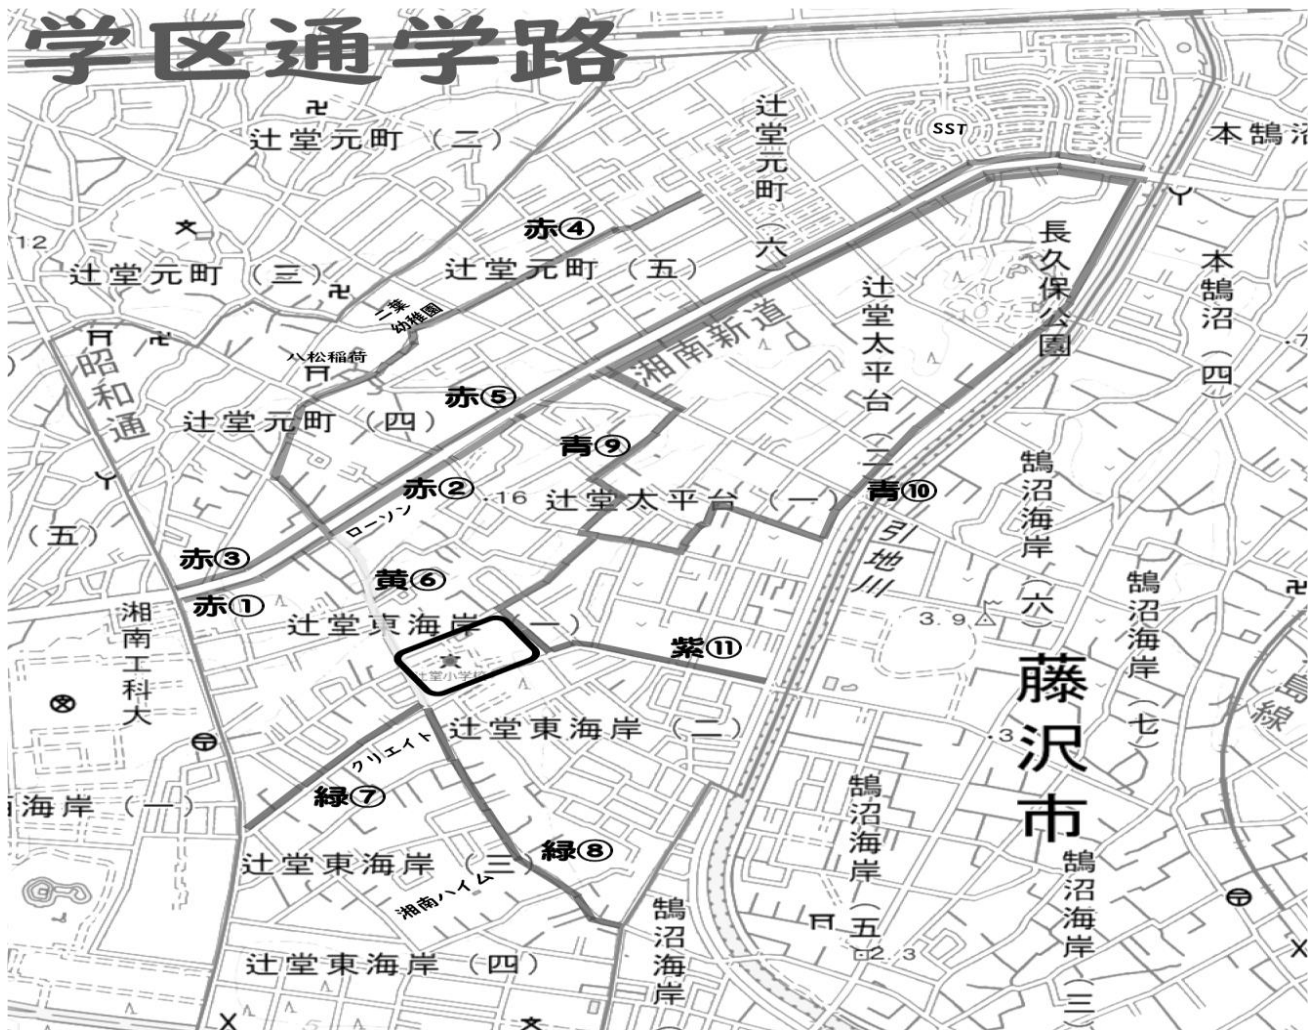 学区通学路
辻堂元町（二）
辻堂元町（六）
SST
本鵠沼
12
赤④
辻堂元町（三）
辻堂元町（五）
長久保公園
本鵠沼（四）
二葉
幼稚園
辻堂太平台（二）
湘南新道
昭和通
八松稲荷
赤⑤
辻堂元町（四）
青⑨
赤②
・16
辻堂太平台（一）
青⑩
鵠沼海岸（六）
ローソン
（五）
赤③
引地川
黄⑥
赤①
鵠沼海岸（七）
湘南工科大
辻堂東海岸（一）
3.9
紫⑪
辻堂小学校
藤沢市
島線
辻堂東海岸（二）
・3
クリエイト
緑⑦
海岸（一）
鵠沼海岸（五）
緑⑧
辻堂東海岸（三）
鵠沼海岸（三
湘南ハイム
鵠沼海岸
2.3
辻堂東海岸（四）